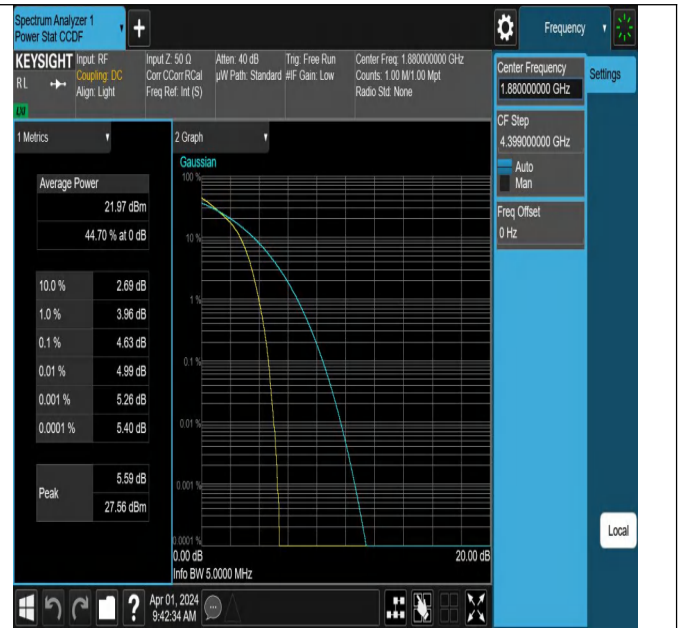 Spectrum Analyzer 1
Power Stat CCDF
Frequency
KEYSIGHT
RL
Input: RF
Coupling: DC
Align: Light
Input Z: 50 Ω
Corr CCorr RCal
Freq Ref: Int (S)
Atten: 40 dB
µW Path: Standard
Trig: Free Run
#IF Gain: Low
Center Freq: 1.880000000 GHz
Counts: 1.00 M/1.00 Mpt
Radio Std: None
LXI
1 Metrics
Average Power
21.97 dBm
44.70 % at 0 dB
10.0 % 2.69 dB
1.0 % 3.96 dB
0.1 % 4.63 dB
0.01 % 4.99 dB
0.001 % 5.26 dB
0.0001 % 5.40 dB
Peak
5.59 dB
27.56 dBm
2 Graph
Gaussian
100 %
10 %
1 %
0.1 %
0.01 %
0.001 %
0.0001 %
0.00 dB
20.00 dB
Info BW 5.0000 MHz
Center Frequency
1.880000000 GHz
CF Step
4.399000000 GHz
Auto
Man
Freq Offset
0 Hz
Settings
Local
?
Apr 01, 2024
9:42:34 AM